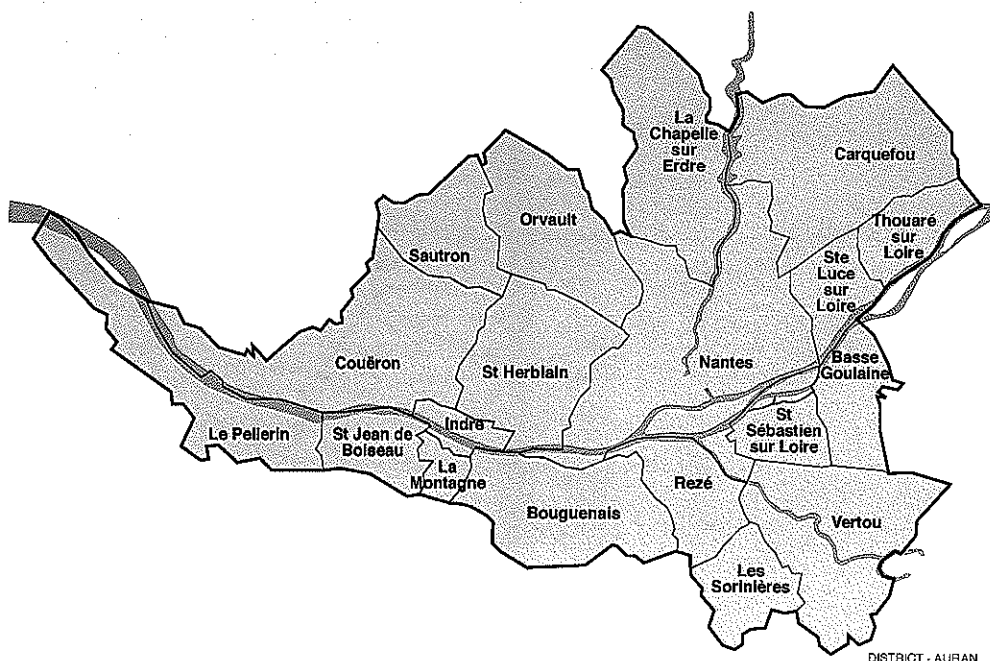 La
Chapelle
sur
Erdre
Carquefou
Orvault
Thouaré
sur
Loire
Sautron
Ste
Luce
sur
Loire
Couëron
St Herblain
Nantes
Basse
Goulaine
Indre
St
Sébastien
sur Loire
Le Pellerin
St Jean de
Boiseau
La
Montagne
Rezé
Bouguenais
Vertou
Les
Sorinières
DISTRICT - AURAN